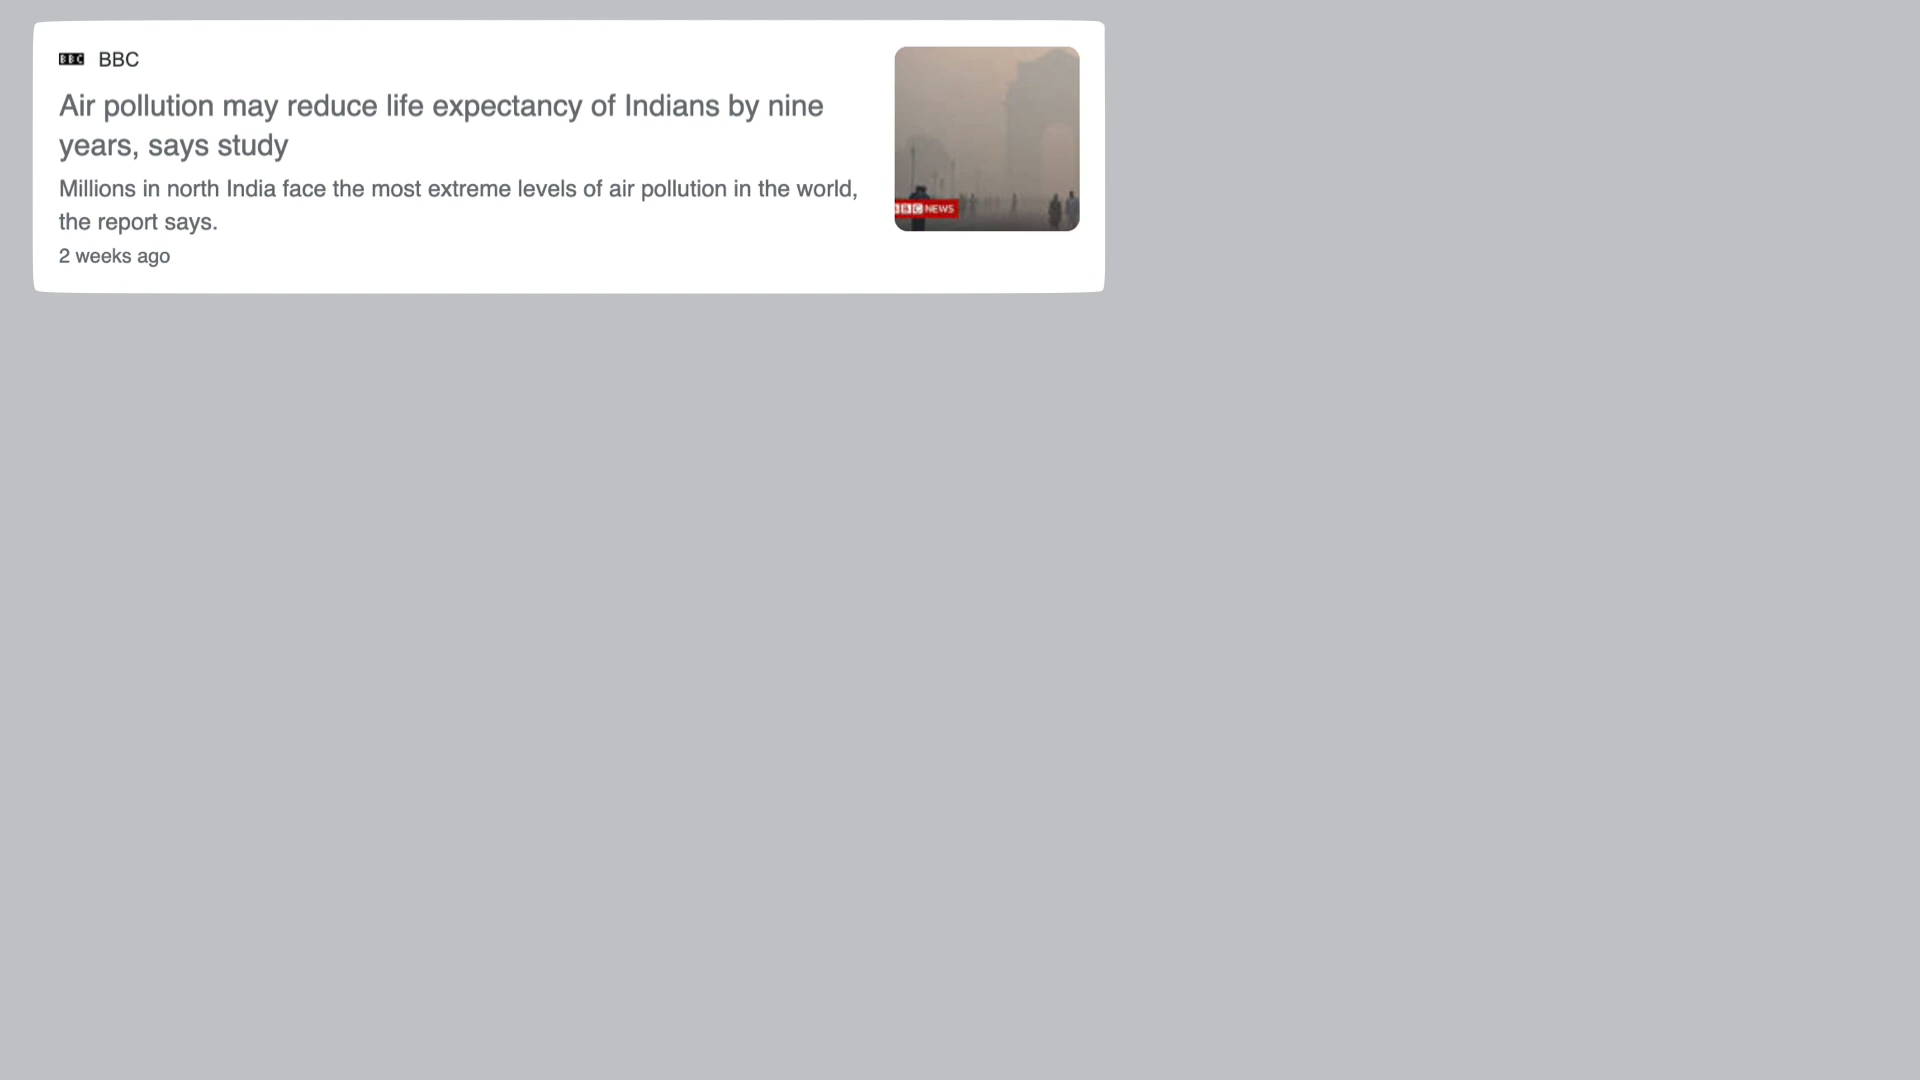 BBC BBC
Air pollution may reduce life expectancy of Indians by nine
years, says study
Millions in north India face the most extreme levels of air pollution in the world,
the report says.
2 weeks ago
BBC NEWS